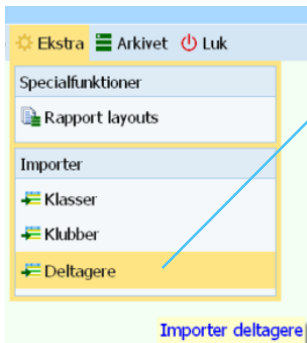 Ekstra Arkivet Luk
Specialfunktioner
Rapport layouts
Importer
Klasser
Klubber
Deltagere
Importer deltagere